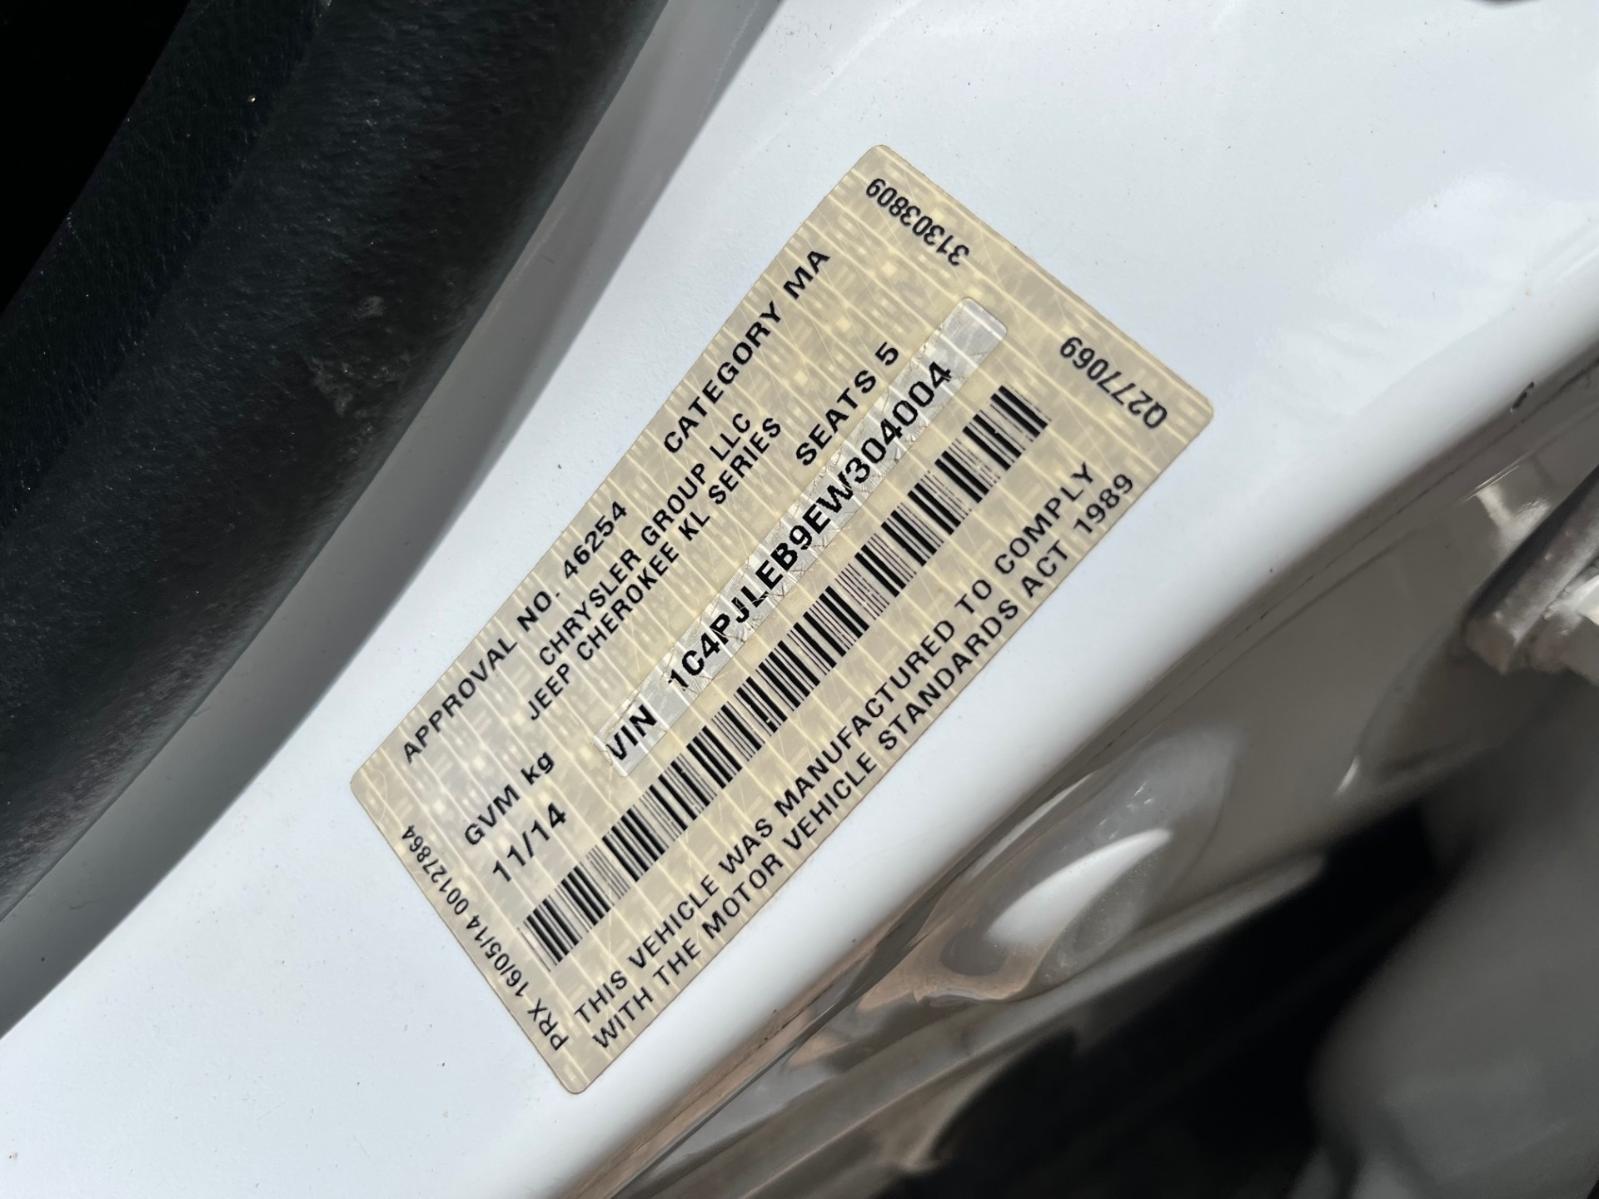 APPROVAL NO. 46254 CATEGORY MA
CHRYSLER GROUP LLC
JEEP CHEROKEE KL SERIES
GVM kg SEATS 5
11/14 VIN 1C4PJLEB9EW304004
THIS VEHICLE WAS MANUFACTURED TO COMPLY
WITH THE MOTOR VEHICLE STANDARDS ACT 1989
PRX 16/05/14 00127864
31303809
Q277069